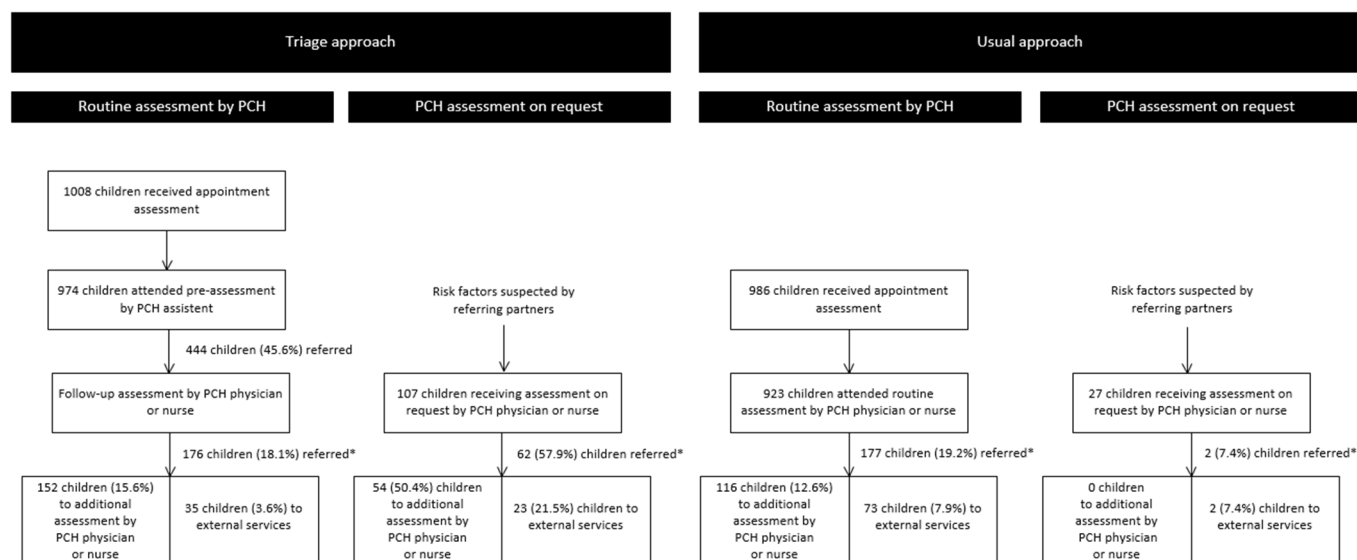 Triage approach
Usual approach
Routine assessment by PCH
PCH assessment on request
Routine assessment by PCH
PCH assessment on request
1008 children received appointment
assessment
974 children attended pre-assessment
by PCH assistent
444 children (45.6%) referred
Follow-up assessment by PCH physician
or nurse
176 children (18.1%) referred*
152 children (15.6%)
to additional
assessment by
PCH physician
or nurse
35 children (3.6%) to
external services
Risk factors suspected by
referring partners
107 children receiving assessment on
request by PCH physician or nurse
62 (57.9%) children referred*
54 (50.4%) children
to additional
assessment by
PCH physician
or nurse
23 (21.5%) children to
external services
986 children received appointment
assessment
923 children attended routine
assessment by PCH physician or nurse
177 children (19.2%) referred*
116 children (12.6%)
to additional
assessment by
PCH physician
or nurse
73 children (7.9%) to
external services
Risk factors suspected by
referring partners
27 children receiving assessment on
request by PCH physician or nurse
2 (7.4%) children referred*
0 children
to additional
assessment by
PCH physician
or nurse
2 (7.4%) children to
external services